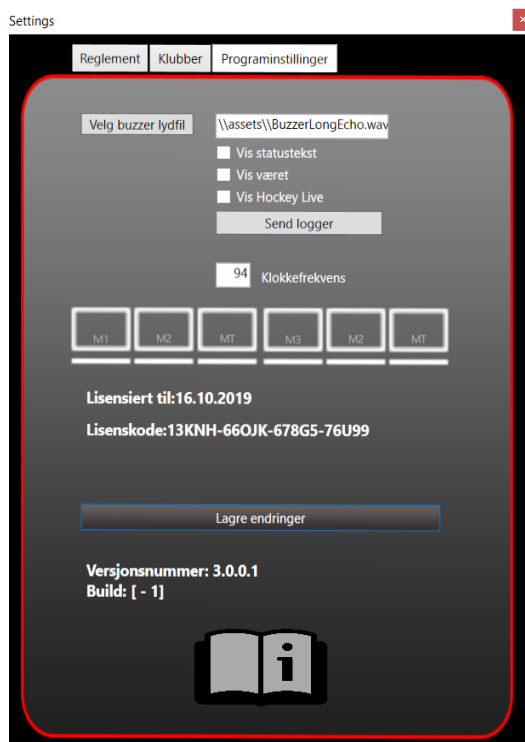 Settings
Reglement Klubber Programinstillinger
Velg buzzer lydfil \\assets\\BuzzerLongEcho.wav
Vis statustekst
Vis været
Vis Hockey Live
Send logger
94 Klokkefrekvens
M1 M2 MT M3 M2 MT
Lisensiert til:16.10.2019
Lisenskode:13KNH-66OJK-678G5-76U99
Lagre endringer
Versjonsnummer: 3.0.0.1
Build: [ - 1]